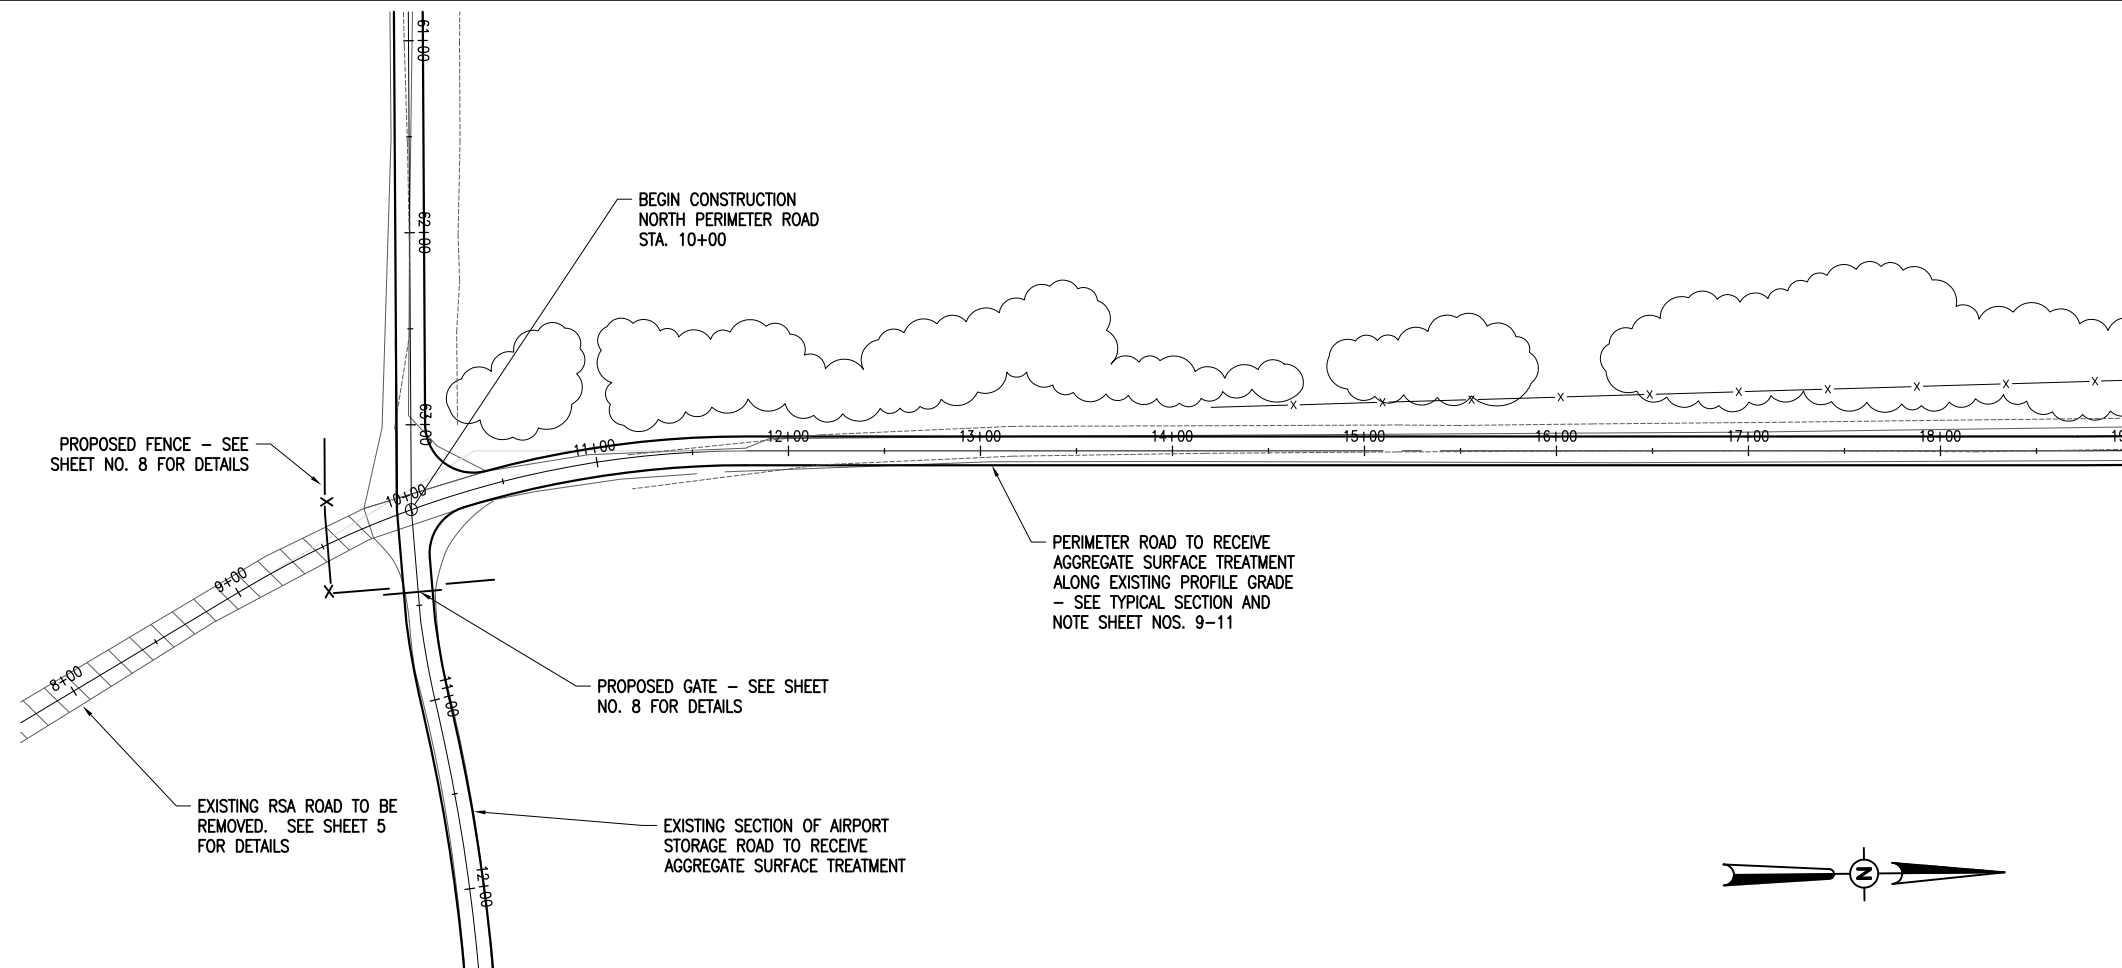 61+00
62+00
BEGIN CONSTRUCTION
NORTH PERIMETER ROAD
STA. 10+00
63+00
PROPOSED FENCE – SEE
SHEET NO. 8 FOR DETAILS
X
X
10+00
11+00
12+00
13+00
14+00
15+00
16+00
17+00
18+00
19
X
X
X
X
X
X
X
X
X
X
9+00
8+00
PERIMETER ROAD TO RECEIVE
AGGREGATE SURFACE TREATMENT
ALONG EXISTING PROFILE GRADE
– SEE TYPICAL SECTION AND
NOTE SHEET NOS. 9–11
PROPOSED GATE – SEE SHEET
NO. 8 FOR DETAILS
11+00
EXISTING RSA ROAD TO BE
REMOVED. SEE SHEET 5
FOR DETAILS
EXISTING SECTION OF AIRPORT
STORAGE ROAD TO RECEIVE
AGGREGATE SURFACE TREATMENT
12+00
N